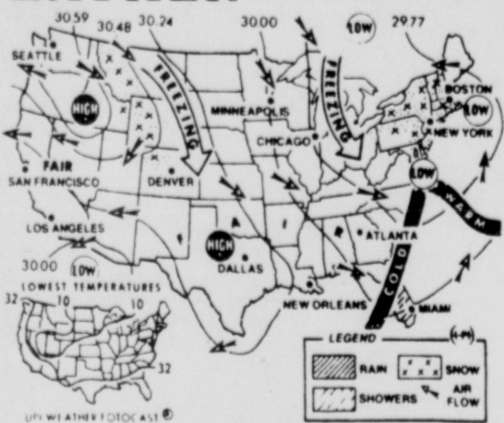 30.59 30.48 30.24 30.00 LOW 29.77
SEATTLE
FREEZING
FREEZING
BOSTON
LOW
HIGH
MINNEAPOLIS
NEW YORK
CHICAGO
FAIR
SAN FRANCISCO
DENVER
LOW
WARM
LOS ANGELES
F A I R
HIGH
ATLANTA
DALLAS
COLD
30.00 LOW
LOWEST TEMPERATURES
NEW ORLEANS
MIAMI
32 10 10
32
LEGEND
RAIN
SNOW
SHOWERS
AIR FLOW
UPI WEATHER FOTOCAST ®